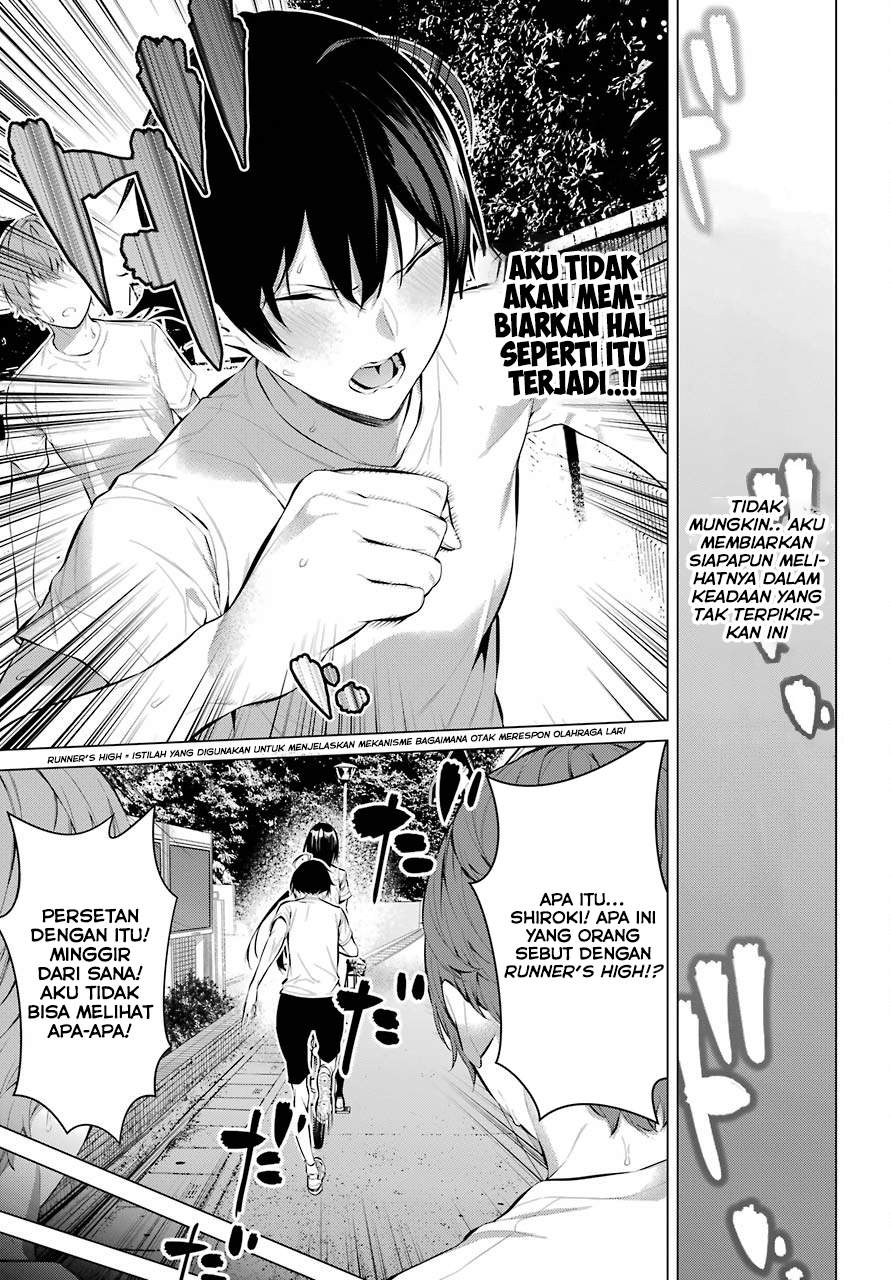 TIDAK
MUNGKIN.. AKU
MEMBIARKAN
SIAPAPUN MELI-
HATNYA DALAM
KEADAAN YANG
TAK TERPIKIR-
KAN INI
AKU TIDAK
AKAN MEM-
BIARKAN HAL
SEPERTI ITU
TERJADI..!!
RUNNER'S HIGH = ISTILAH YANG DIGUNAKAN UNTUK MENJELASKAN MEKANISME BAGAIMANA OTAK MERESPON OLAHRAGA LARI
APA ITU...
SHIROKI! APA INI
YANG ORANG
SEBUT DENGAN
RUNNER'S HIGH!?
PERSETAN
DENGAN ITU!
MINGGIR
DARI SANA!
AKU TIDAK
BISA MELIHAT
APA-APA!